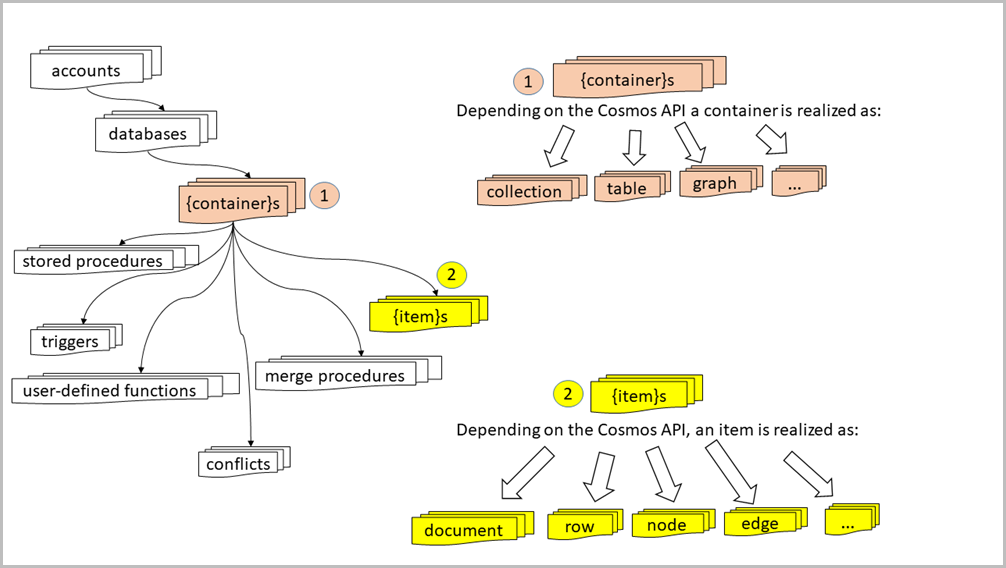 accounts
databases
{container}s
1
stored procedures
2
{item}s
triggers
user-defined functions
merge procedures
conflicts
1
{container}s
Depending on the Cosmos API a container is realized as:
collection
table
graph
...
2
{item}s
Depending on the Cosmos API, an item is realized as:
document
row
node
edge
...